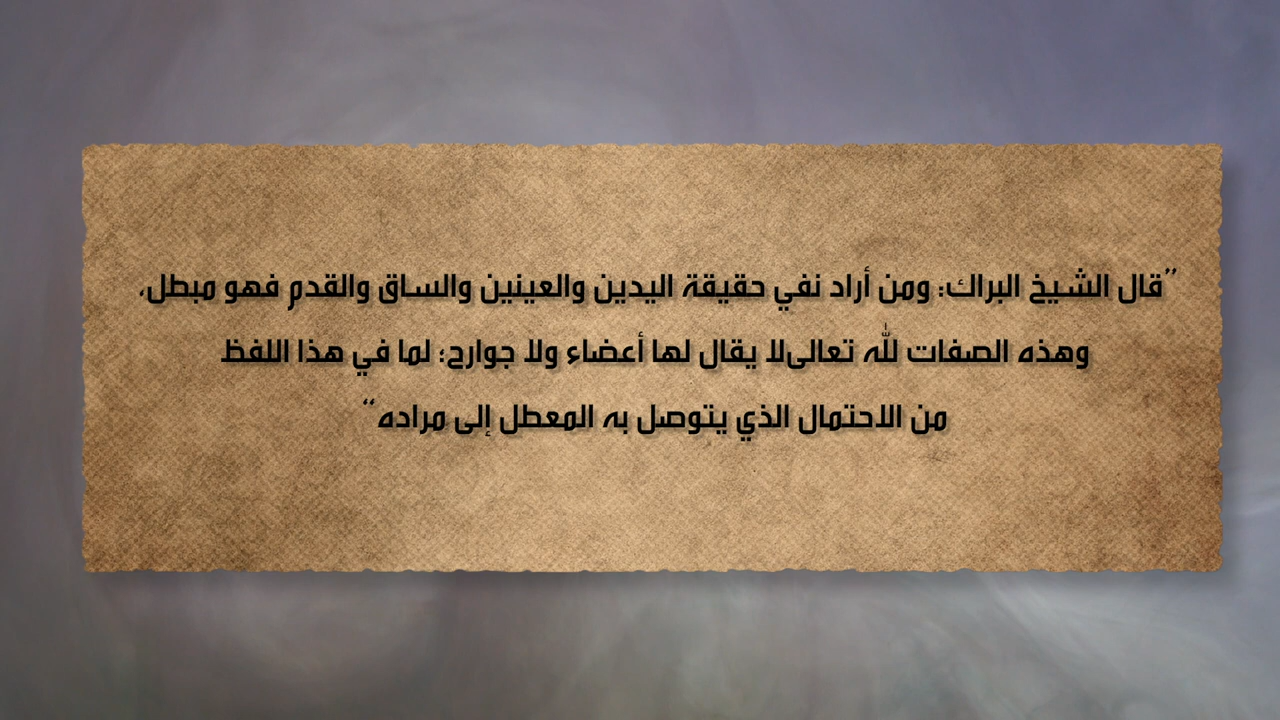 ”قال الشيخ البراك: ومن أراد نفي حقيقة اليدين والعينين والساق والقدم فهو مبطل،
وهذه الصفات لله تعالىلا يقال لها أعضاء ولا جوارح؛ لما في هذا اللفظ
من الاحتمال الذي يتوصل به المعطل إلى مراده“